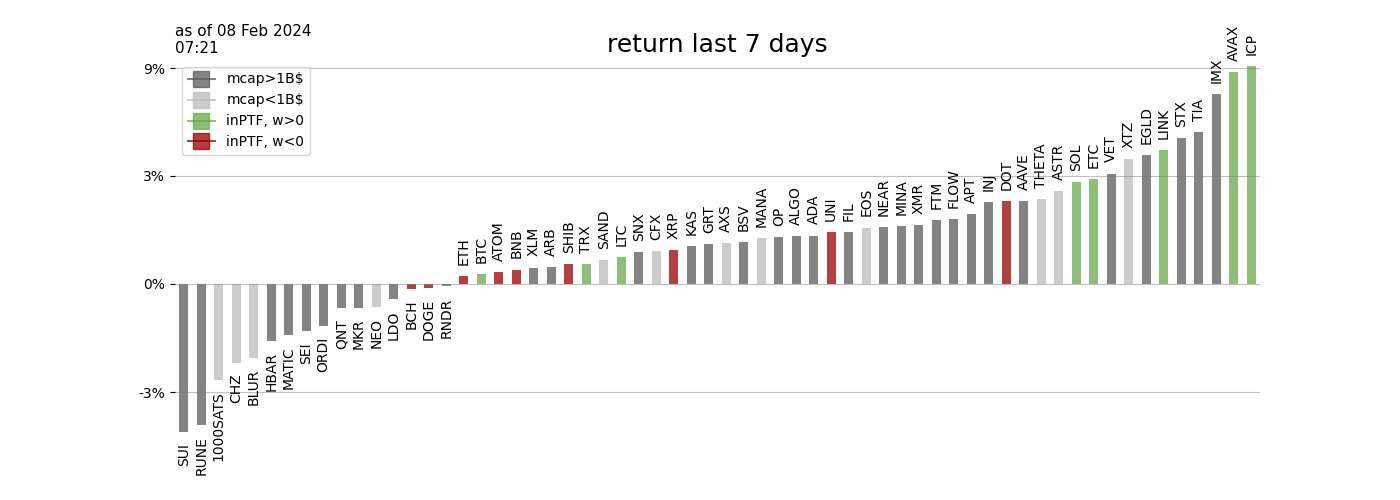 as of 08 Feb 2024
07:21
return last 7 days
mcap>1B$
mcap<1B$
inPTF, w>0
inPTF, w<0
9%
3%
0%
-3%
SUI
RUNE
1000SATS
CHZ
BLUR
HBAR
MATIC
SEI
ORDI
QNT
MKR
NEO
LDO
BCH
DOGE
RNDR
ETH
BTC
ATOM
BNB
XLM
ARB
SHIB
TRX
SAND
LTC
SNX
CFX
XRP
KAS
GRT
AXS
BSV
MANA
OP
ALGO
ADA
UNI
FIL
EOS
NEAR
MINA
XMR
FTM
FLOW
APT
INJ
DOT
AAVE
THETA
ASTR
SOL
ETC
VET
XTZ
EGLD
LINK
STX
TIA
IMX
AVAX
ICP